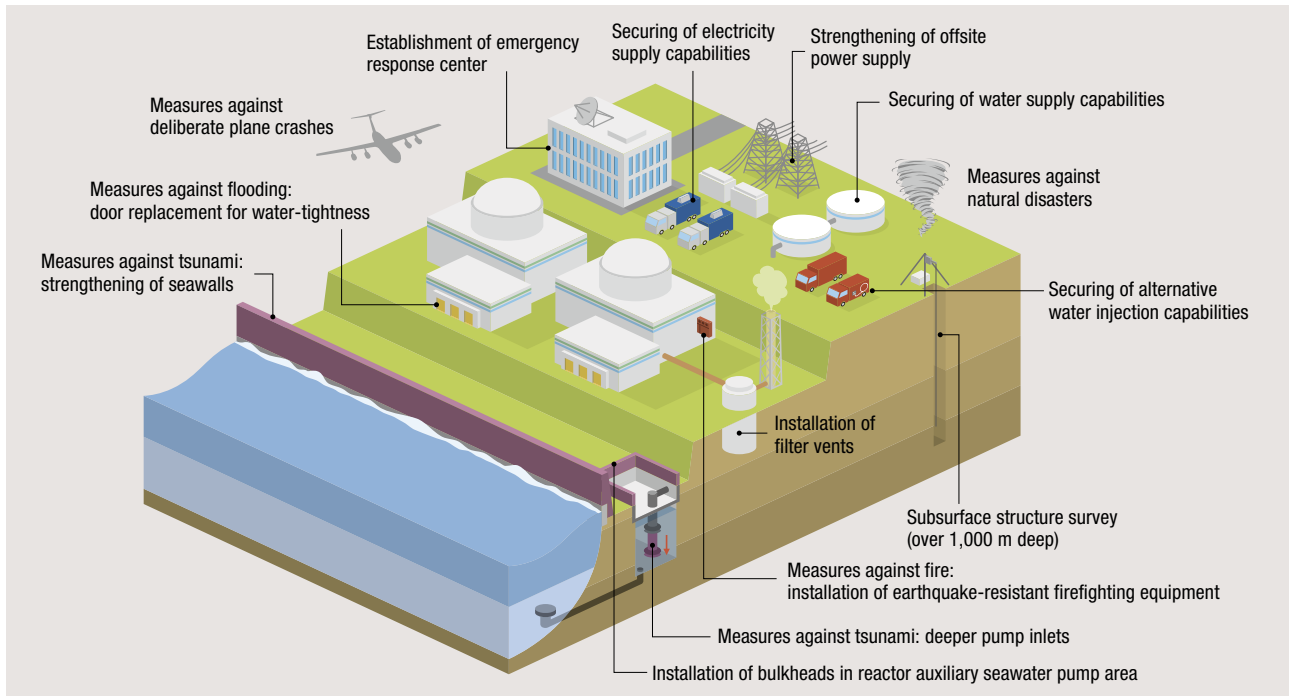 Securing of electricity
supply capabilities
Strengthening of offsite
power supply
Establishment of emergency
response center
Securing of water supply capabilities
Measures against
deliberate plane crashes
Measures against
natural disasters
Measures against flooding:
door replacement for water-tightness
Measures against tsunami:
strengthening of seawalls
Securing of alternative
water injection capabilities
Installation of
filter vents
Subsurface structure survey
(over 1,000 m deep)
Measures against fire:
installation of earthquake-resistant firefighting equipment
Measures against tsunami: deeper pump inlets
Installation of bulkheads in reactor auxiliary seawater pump area